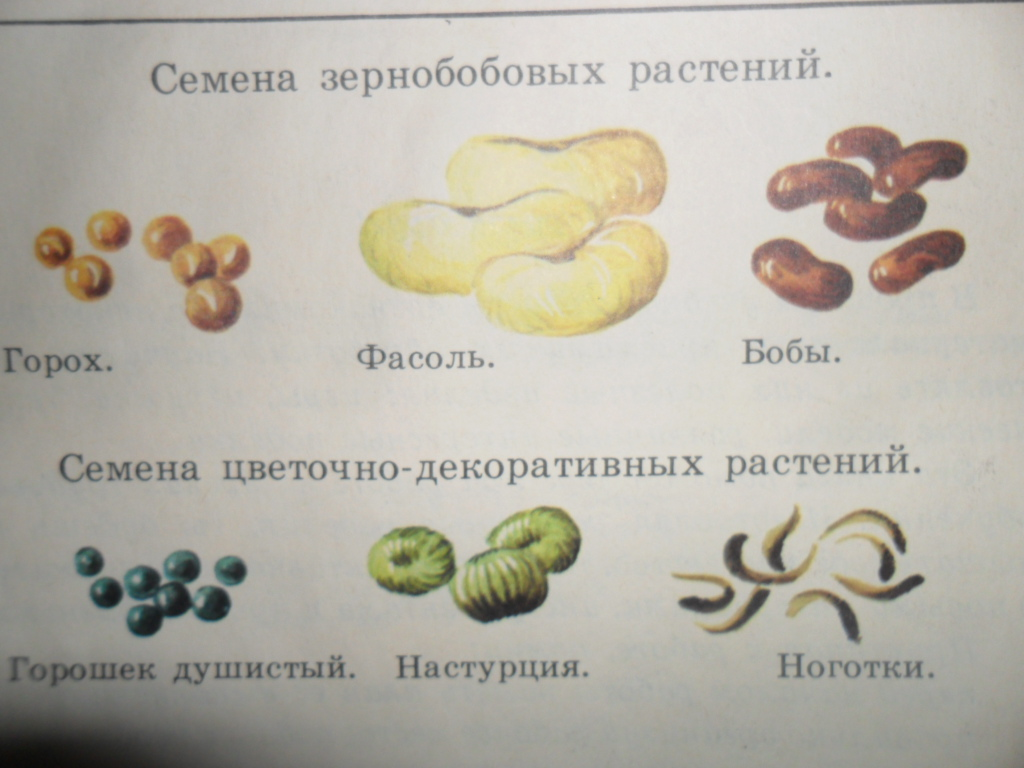 Семена зернобобовых растений.
Горох. Фасоль. Бобы.
Семена цветочно-декоративных растений.
Горошек душистый. Настурция. Ноготки.